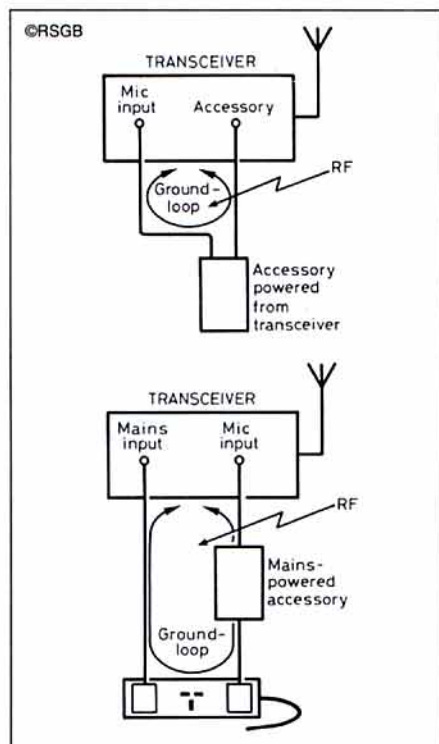 ©RSGB
TRANSCEIVER
Mic
input
Accessory
RF
Ground-
loop
Accessory
powered
from
transceiver
TRANSCEIVER
Mains
input
Mic
input
RF
Mains-
powered
accessory
Ground-
loop